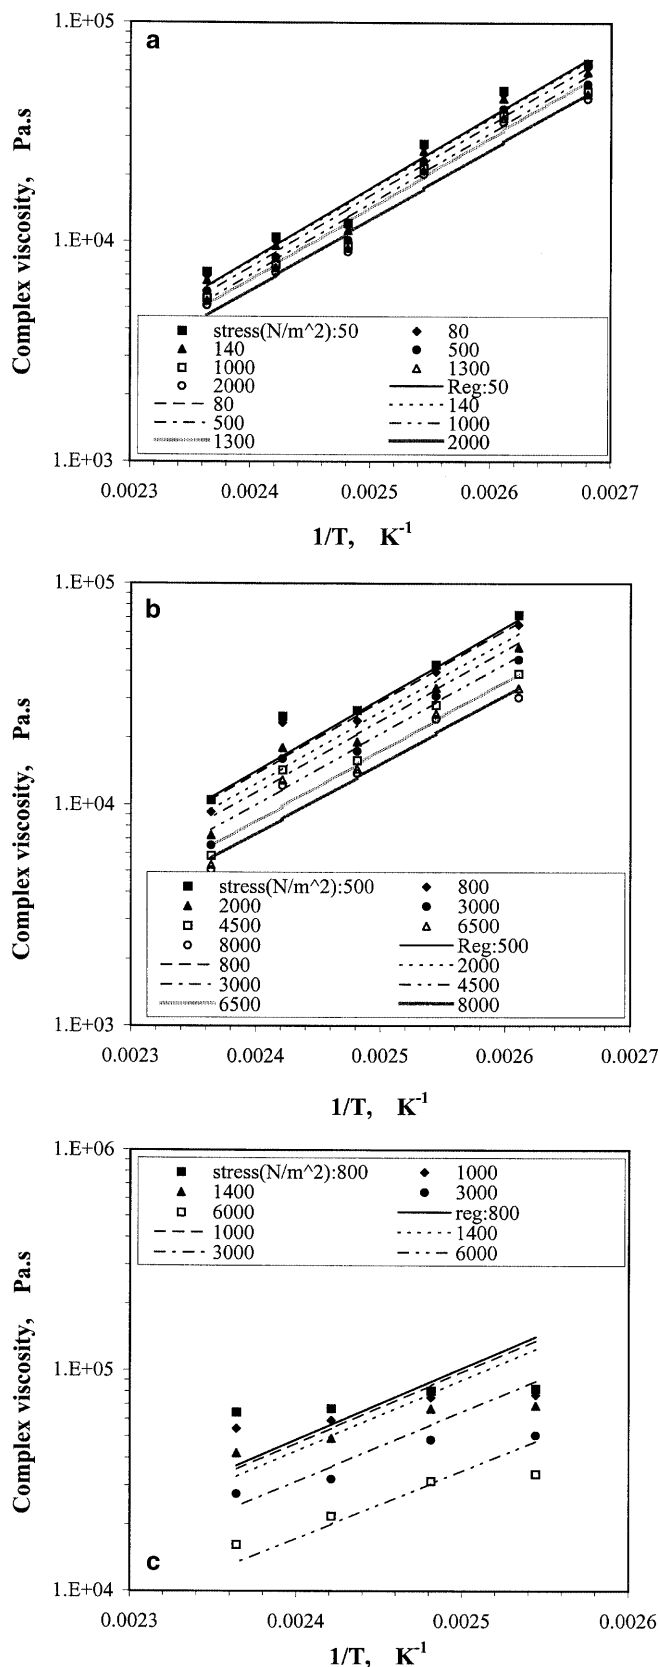 a
1.E+05
1.E+04
1.E+03
Complex viscosity, Pa.s
stress(N/m^2):50 80
140 500
1000 1300
2000 Reg:50
80 140
500 1000
1300 2000
0.0023 0.0024 0.0025 0.0026 0.0027
1/T, K-1
b
1.E+05
1.E+04
1.E+03
Complex viscosity, Pa.s
stress(N/m^2):500 800
2000 3000
4500 6500
8000 Reg:500
800 2000
3000 4500
6500 8000
0.0023 0.0024 0.0025 0.0026 0.0027
1/T, K-1
1.E+06
1.E+05
1.E+04
Complex viscosity, Pa.s
stress(N/m^2):800 1000
1400 3000
6000 reg:800
1000 1400
3000 6000
c
0.0023 0.0024 0.0025 0.0026
1/T, K-1